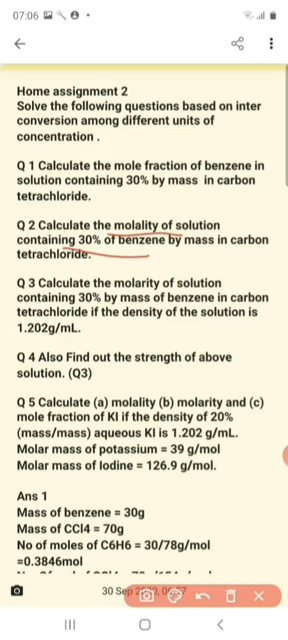 07:06
Home assignment 2
Solve the following questions based on inter
conversion among different units of
concentration .
Q 1 Calculate the mole fraction of benzene in
solution containing 30% by mass in carbon
tetrachloride.
Q 2 Calculate the molality of solution
containing 30% of benzene by mass in carbon
tetrachloride.
Q 3 Calculate the molarity of solution
containing 30% by mass of benzene in carbon
tetrachloride if the density of the solution is
1.202g/mL.
Q 4 Also Find out the strength of above
solution. (Q3)
Q 5 Calculate (a) molality (b) molarity and (c)
mole fraction of KI if the density of 20%
(mass/mass) aqueous KI is 1.202 g/mL.
Molar mass of potassium = 39 g/mol
Molar mass of Iodine = 126.9 g/mol.
Ans 1
Mass of benzene = 30g
Mass of CCl4 = 70g
No of moles of C6H6 = 30/78g/mol
=0.3846mol
30 Sep